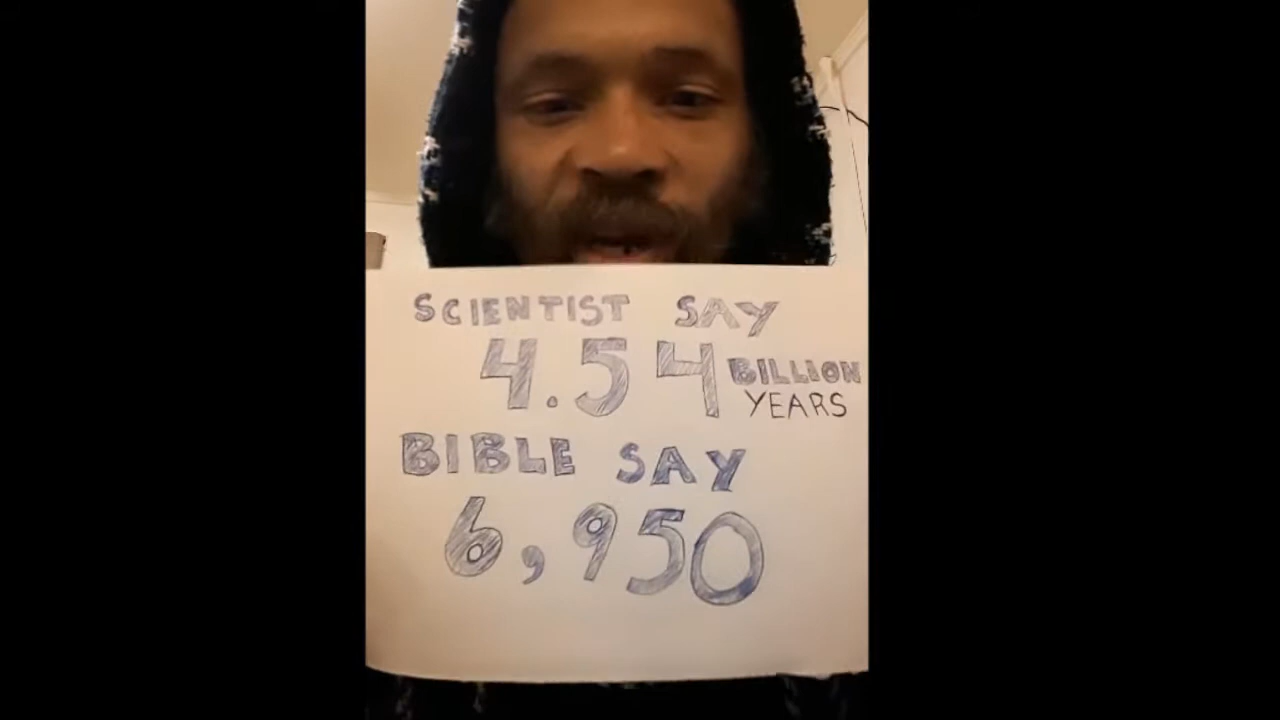 SCIENTIST SAY
4.54 BILLION
YEARS
BIBLE SAY
6,950